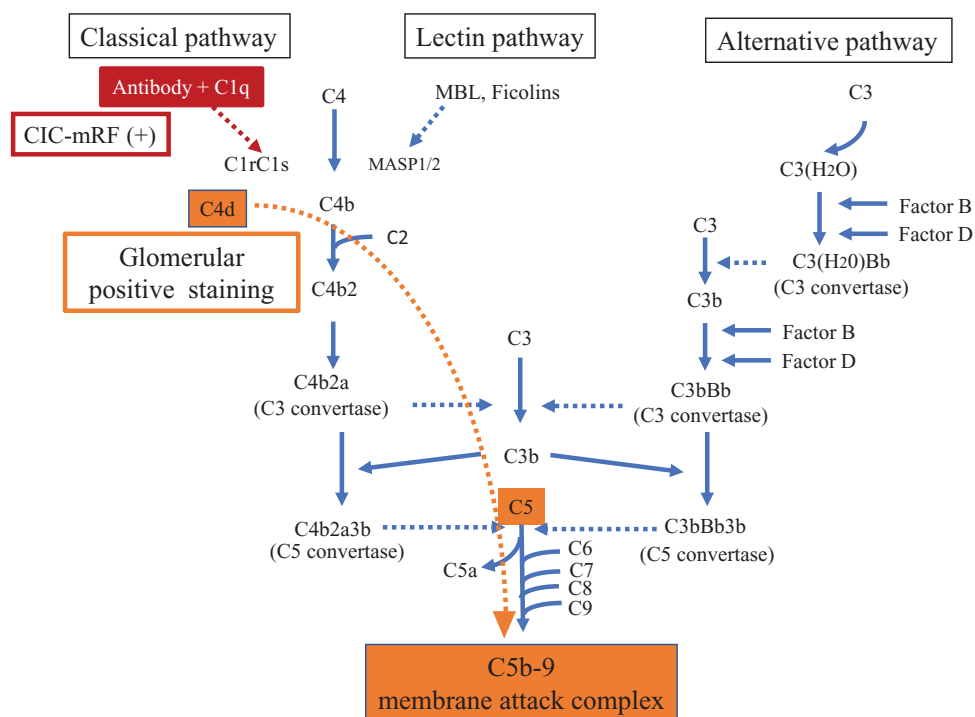 Classical pathway
Lectin pathway
Alternative pathway
Antibody + C1q
CIC-mRF (+)
C4
MBL, Ficolins
C3
C1rC1s
MASP1/2
C3(H2O)
C4d
C4b
Factor B
C2
C3
Factor D
Glomerular
positive staining
C3(H20)Bb
(C3 convertase)
C4b2
C3b
Factor B
C3
Factor D
C4b2a
(C3 convertase)
C3bBb
(C3 convertase)
C3b
C5
C4b2a3b
(C5 convertase)
C3bBb3b
(C5 convertase)
C5a
C6
C7
C8
C9
C5b-9
membrane attack complex